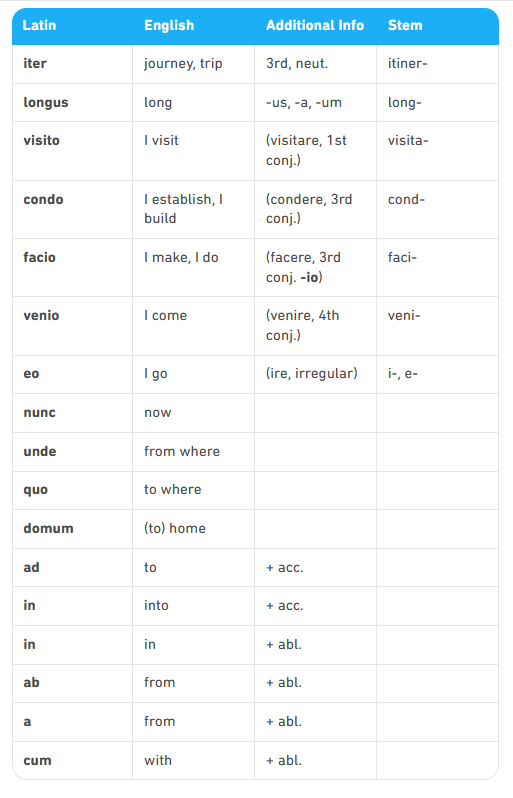 Latin English Additional Info Stem
iter journey, trip 3rd, neut. itiner-
longus long -us, -a, -um long-
visito I visit (visitare, 1st visita-
conj.)
condo I establish, I (condere, 3rd cond-
build conj.)
facio I make, I do (facere, 3rd faci-
conj. -io)
venio I come (venire, 4th veni-
conj.)
eo I go (ire, irregular) i-, e-
nunc now
unde from where
quo to where
domum (to) home
ad to + acc.
in into + acc.
in in + abl.
ab from + abl.
a from + abl.
cum with + abl.